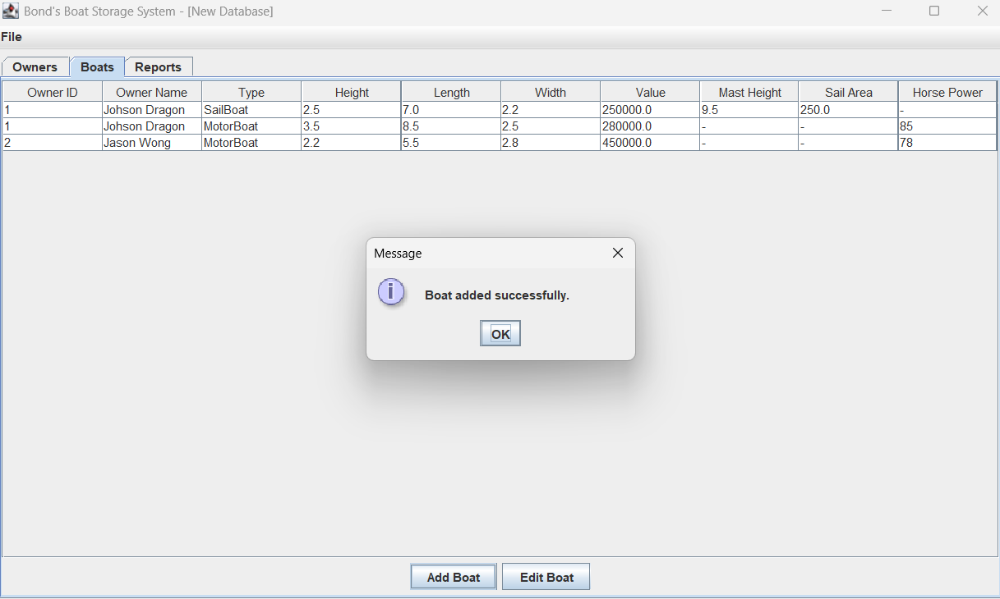 Bond's Boat Storage System - [New Database]
File
Owners Boats Reports
Owner ID Owner Name Type Height Length Width Value Mast Height Sail Area Horse Power
1 Johson Dragon SailBoat 2.5 7.0 2.2 250000.0 9.5 250.0 -
1 Johson Dragon MotorBoat 3.5 8.5 2.5 280000.0 - - 85
2 Jason Wong MotorBoat 2.2 5.5 2.8 450000.0 - - 78
Message
i
Boat added successfully.
OK
Add Boat Edit Boat